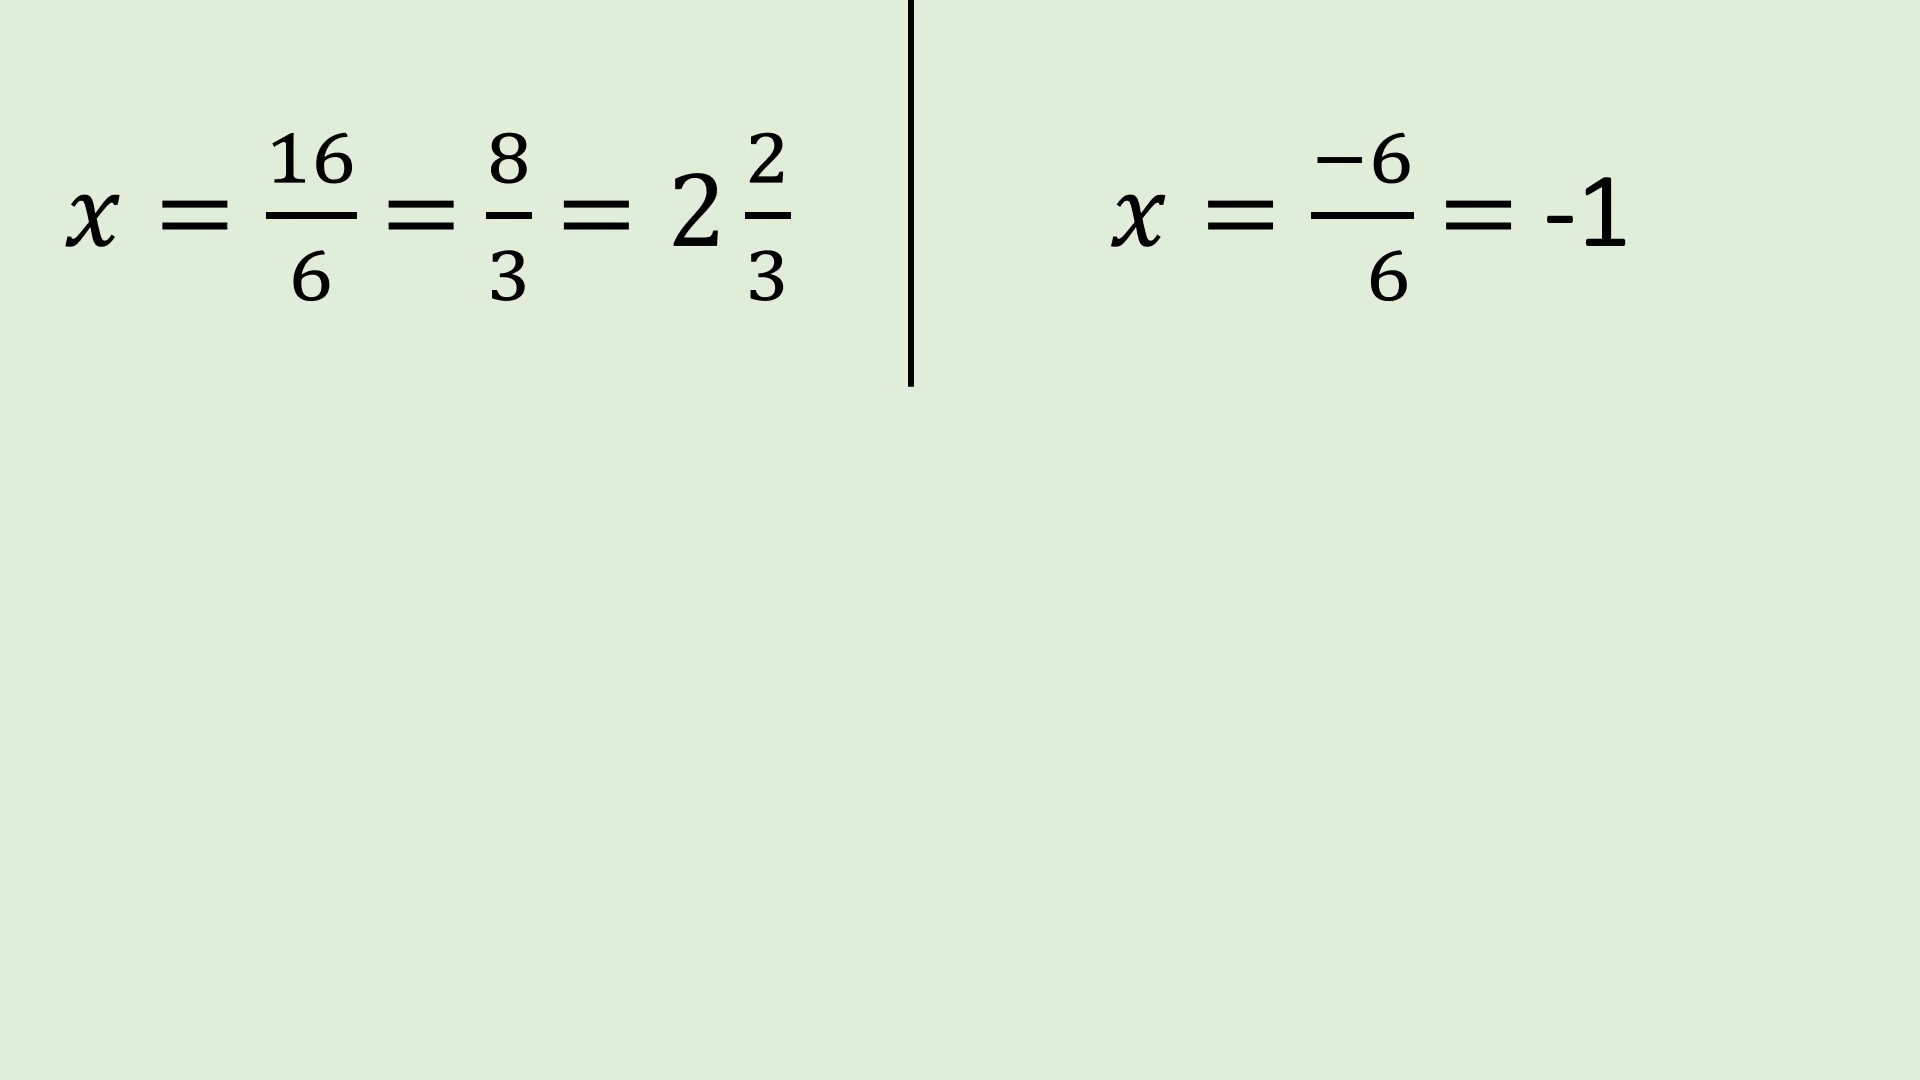 x = 16/6 = 8/3 = 2 2/3
x = −6/6 = -1